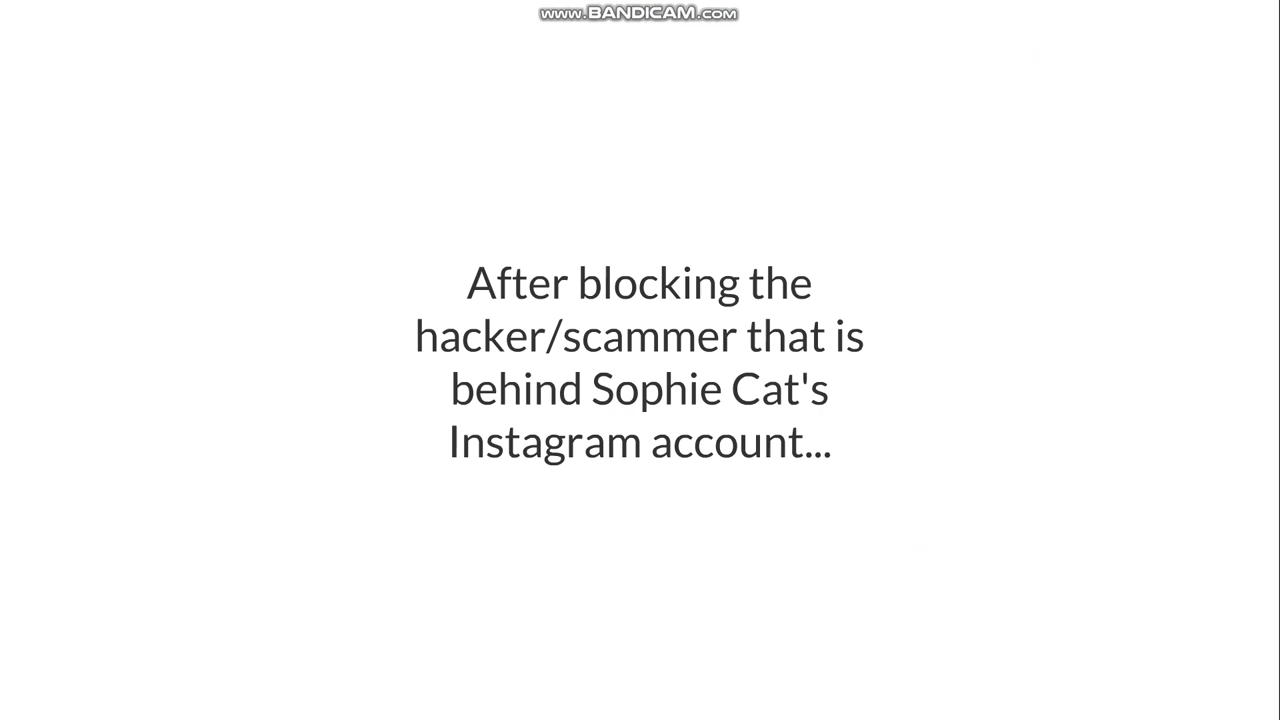 www.BANDICAM.com
After blocking the
hacker/scammer that is
behind Sophie Cat's
Instagram account...